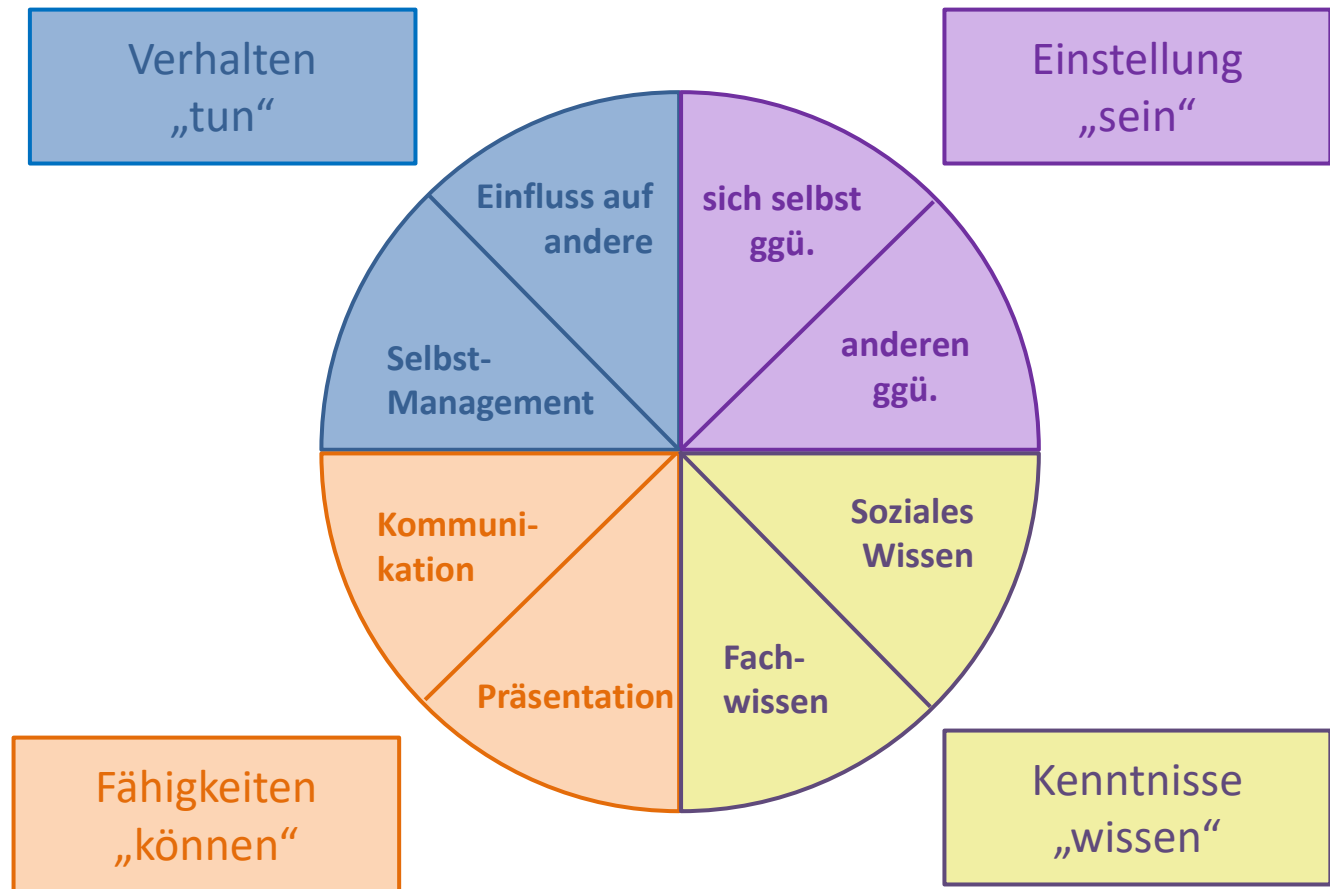 Verhalten
„tun“
Einstellung
„sein“
Einfluss auf
andere
sich selbst
ggü.
Selbst-
Management
anderen
ggü.
Kommuni-
kation
Soziales
Wissen
Präsentation
Fach-
wissen
Fähigkeiten
„können“
Kenntnisse
„wissen“